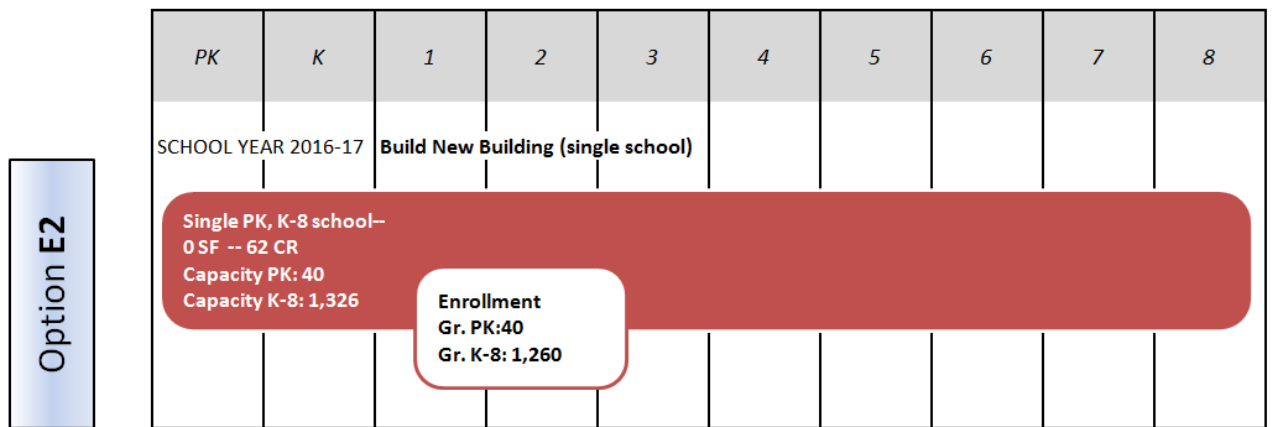 PK K 1 2 3 4 5 6 7 8
SCHOOL YEAR 2016-17 Build New Building (single school)
Option E2
Single PK, K-8 school--
0 SF -- 62 CR
Capacity PK: 40
Capacity K-8: 1,326
Enrollment
Gr. PK:40
Gr. K-8: 1,260